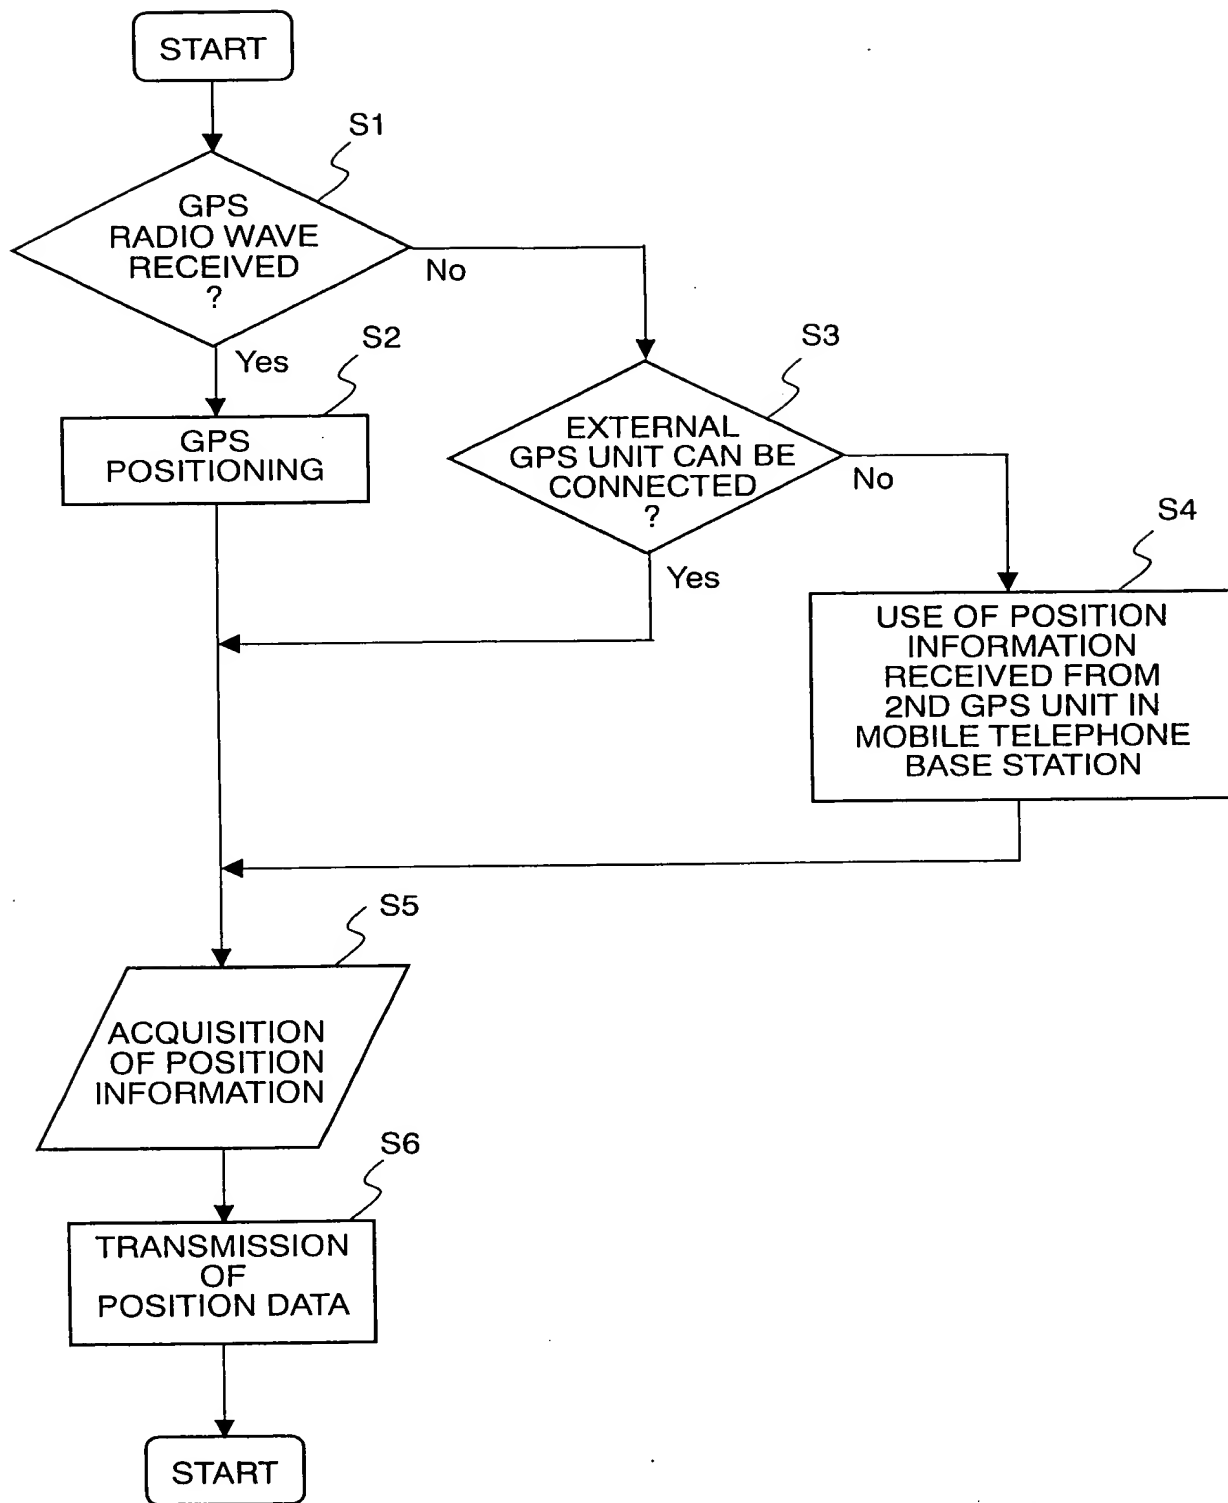 START
S1
GPS
RADIO WAVE
RECEIVED
?
No
Yes
S2
GPS
POSITIONING
S3
EXTERNAL
GPS UNIT CAN BE
CONNECTED
?
No
Yes
S4
USE OF POSITION
INFORMATION
RECEIVED FROM
2ND GPS UNIT IN
MOBILE TELEPHONE
BASE STATION
S5
ACQUISITION
OF POSITION
INFORMATION
S6
TRANSMISSION
OF
POSITION DATA
START